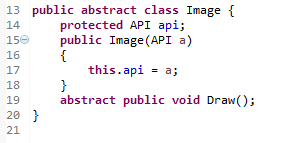 13 public abstract class Image {
14     protected API api;
15     public Image(API a)
16     {
17         this.api = a;
18     }
19     abstract public void Draw();
20 }
21